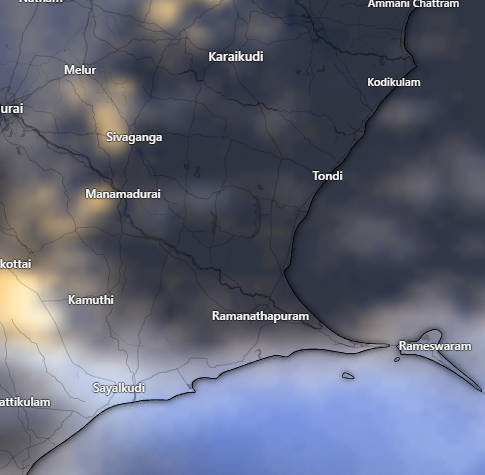 Ammani Chattram
Karaikudi
Melur
Kodikulam
urai
Sivaganga
Tondi
Manamadurai
kottai
Kamuthi
Ramanathapuram
Rameswaram
Sayalkudi
attikulam